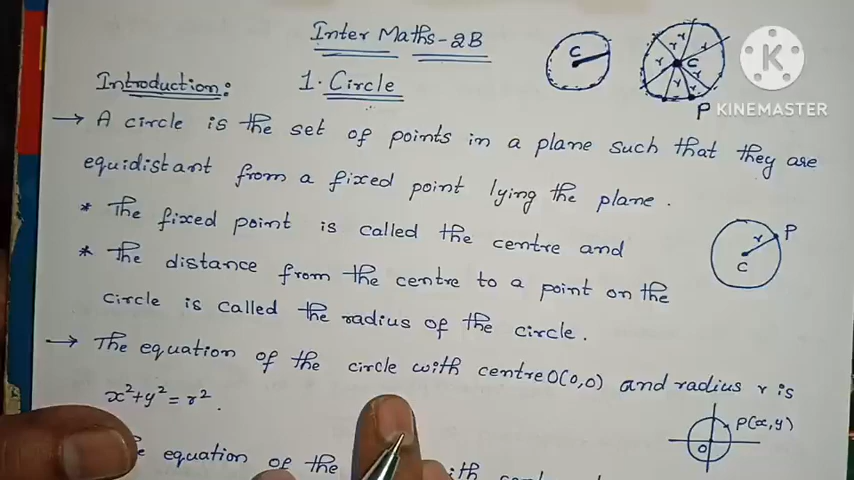 Inter Maths-2B
1. Circle
Introduction:
→ A circle is the set of points in a plane such that they are
equidistant from a fixed point lying the plane.
* The fixed point is called the centre and
* The distance from the centre to a point on the
circle is called the radius of the circle.
→ The equation of the circle with centre O(0,0) and radius r is
x²+y²=r².
equation of the
C
r r r r r r r
C
P
K KINEMASTER
r P
C
P(x,y)
O